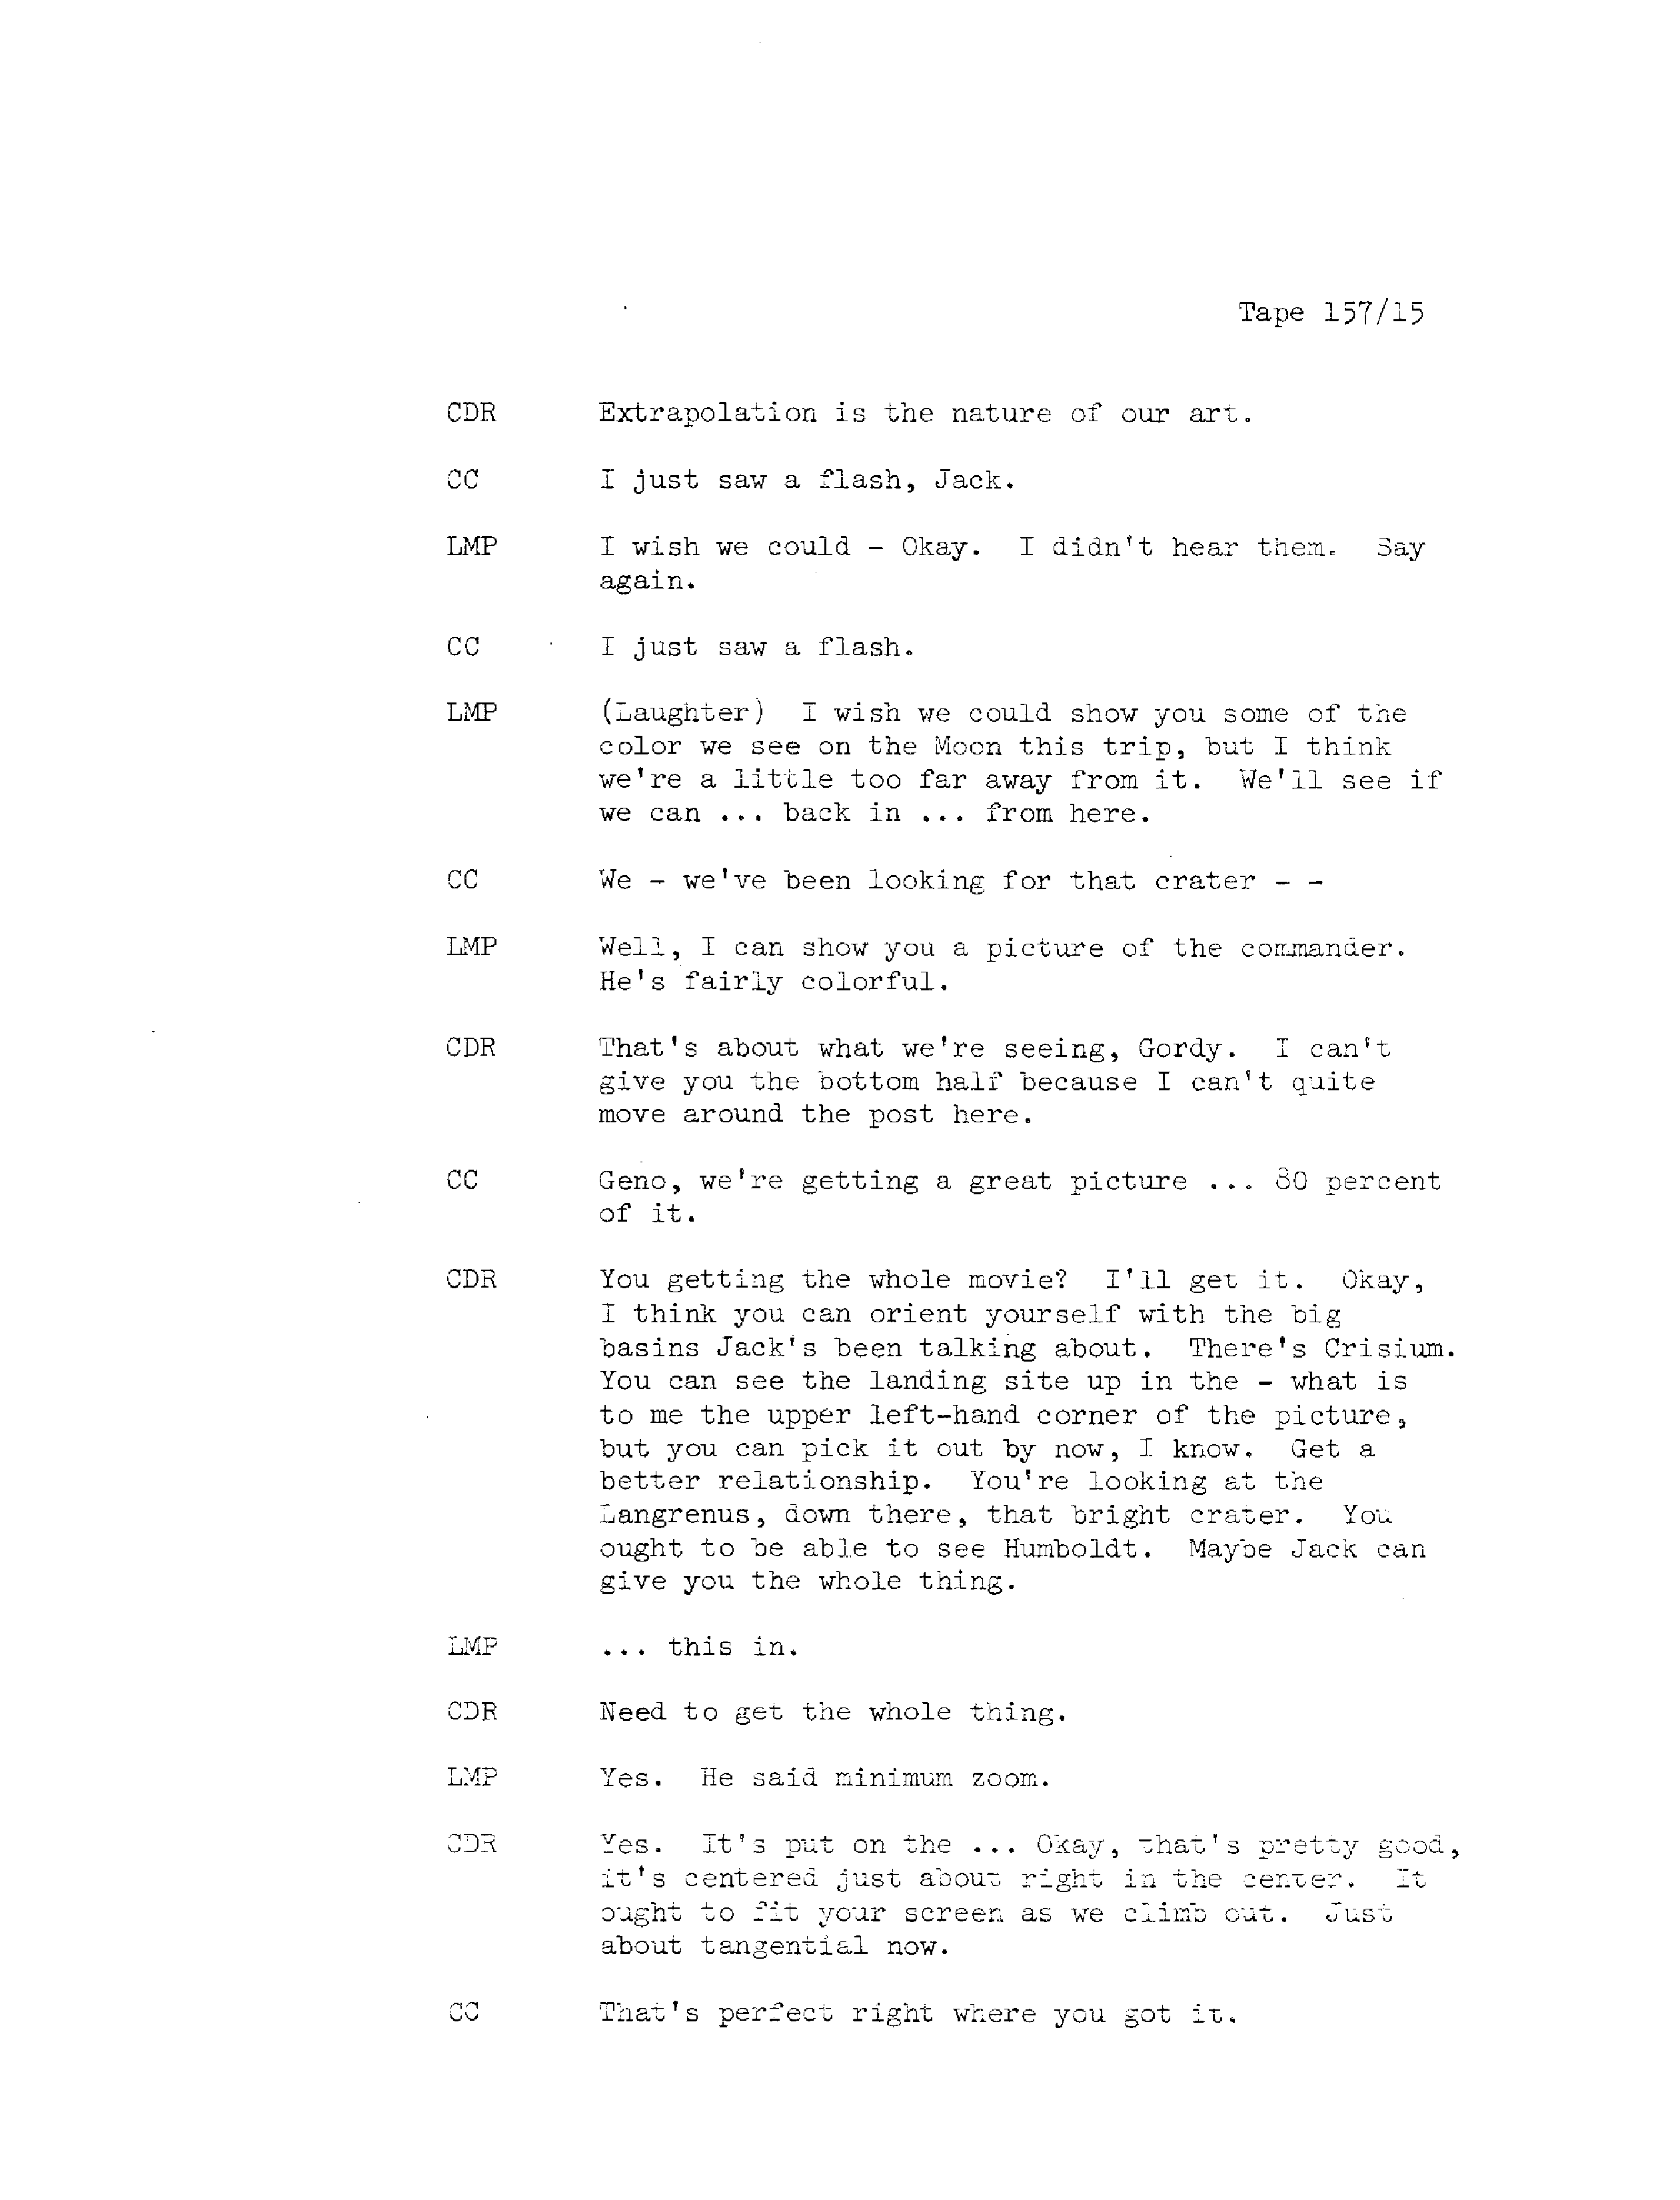 Tape 157/15
CDR Extrapolation is the nature of our art.
CC I just saw a flash, Jack.
LMP I wish we could - Okay. I didn't hear them. Say
again.
CC I just saw a flash.
LMP (Laughter) I wish we could show you some of the
color we see on the Moon this trip, but I think
we're a little too far away from it. We'll see if
we can ... back in ... from here.
CC We - we've been looking for that crater - -
LMP Well, I can show you a picture of the commander.
He's fairly colorful.
CDR That's about what we're seeing, Gordy. I can't
give you the bottom half because I can't quite
move around the post here.
CC Geno, we're getting a great picture ... 80 percent
of it.
CDR You getting the whole movie? I'll get it. Okay,
I think you can orient yourself with the big
basins Jack's been talking about. There's Crisium.
You can see the landing site up in the - what is
to me the upper left-hand corner of the picture,
but you can pick it out by now, I know. Get a
better relationship. You're looking at the
Langrenus, down there, that bright crater. You
ought to be able to see Humboldt. Maybe Jack can
give you the whole thing.
LMP ... this in.
CDR Need to get the whole thing.
LMP Yes. He said minimum zoom.
CDR Yes. It's put on the ... Okay, that's pretty good,
it's centered just about right in the center. It
ought to fit your screen as we climb out. Just
about tangential now.
CC That's perfect right where you got it.